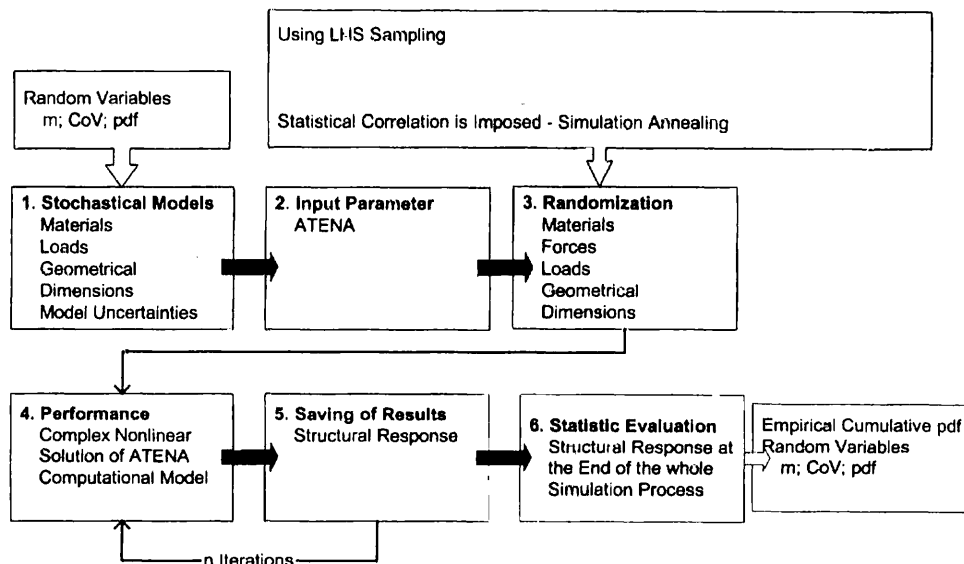 Using LHS Sampling
Random Variables
m; CoV; pdf
Statistical Correlation is Imposed - Simulation Annealing
1. Stochastical Models
Materials
Loads
Geometrical
Dimensions
Model Uncertainties
2. Input Parameter
ATENA
3. Randomization
Materials
Forces
Loads
Geometrical
Dimensions
4. Performance
Complex Nonlinear
Solution of ATENA
Computational Model
5. Saving of Results
Structural Response
6. Statistic Evaluation
Structural Response at
the End of the whole
Simulation Process
Empirical Cumulative pdf
Random Variables
m; CoV; pdf
n Iterations